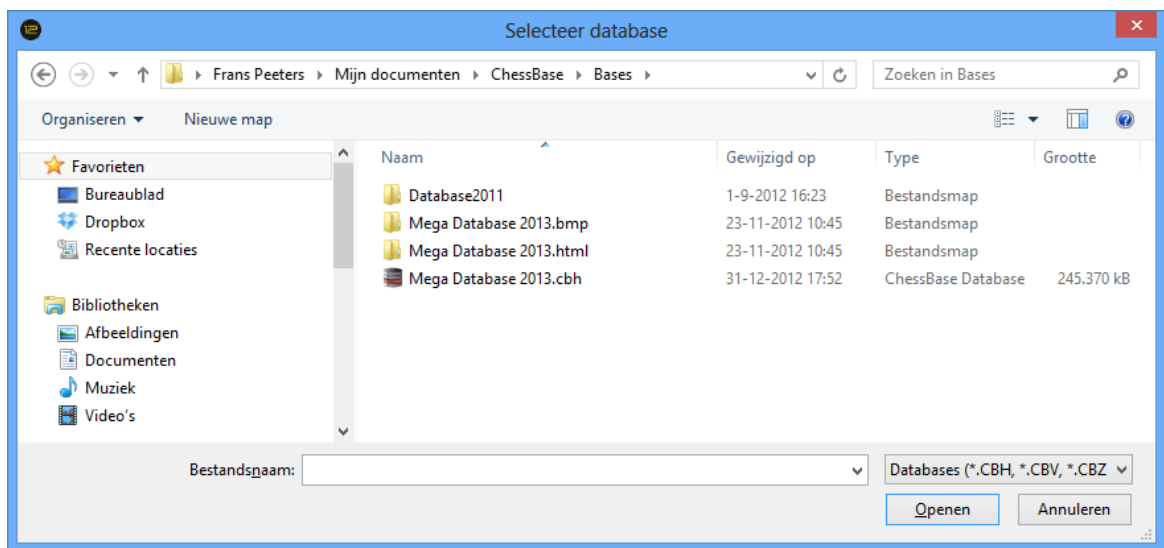 12 Selecteer database
Frans Peeters Mijn documenten ChessBase Bases Zoeken in Bases
Organiseren Nieuwe map
Naam Gewijzigd op Type Grootte
Favorieten
Bureaublad
Dropbox
Recente locaties
Bibliotheken
Afbeeldingen
Documenten
Muziek
Video's
Database2011 1-9-2012 16:23 Bestandsmap
Mega Database 2013.bmp 23-11-2012 10:45 Bestandsmap
Mega Database 2013.html 23-11-2012 10:45 Bestandsmap
Mega Database 2013.cbh 31-12-2012 17:52 ChessBase Database 245.370 kB
Bestandsnaam: Databases (*.CBH, *.CBV, *.CBZ
Openen Annuleren